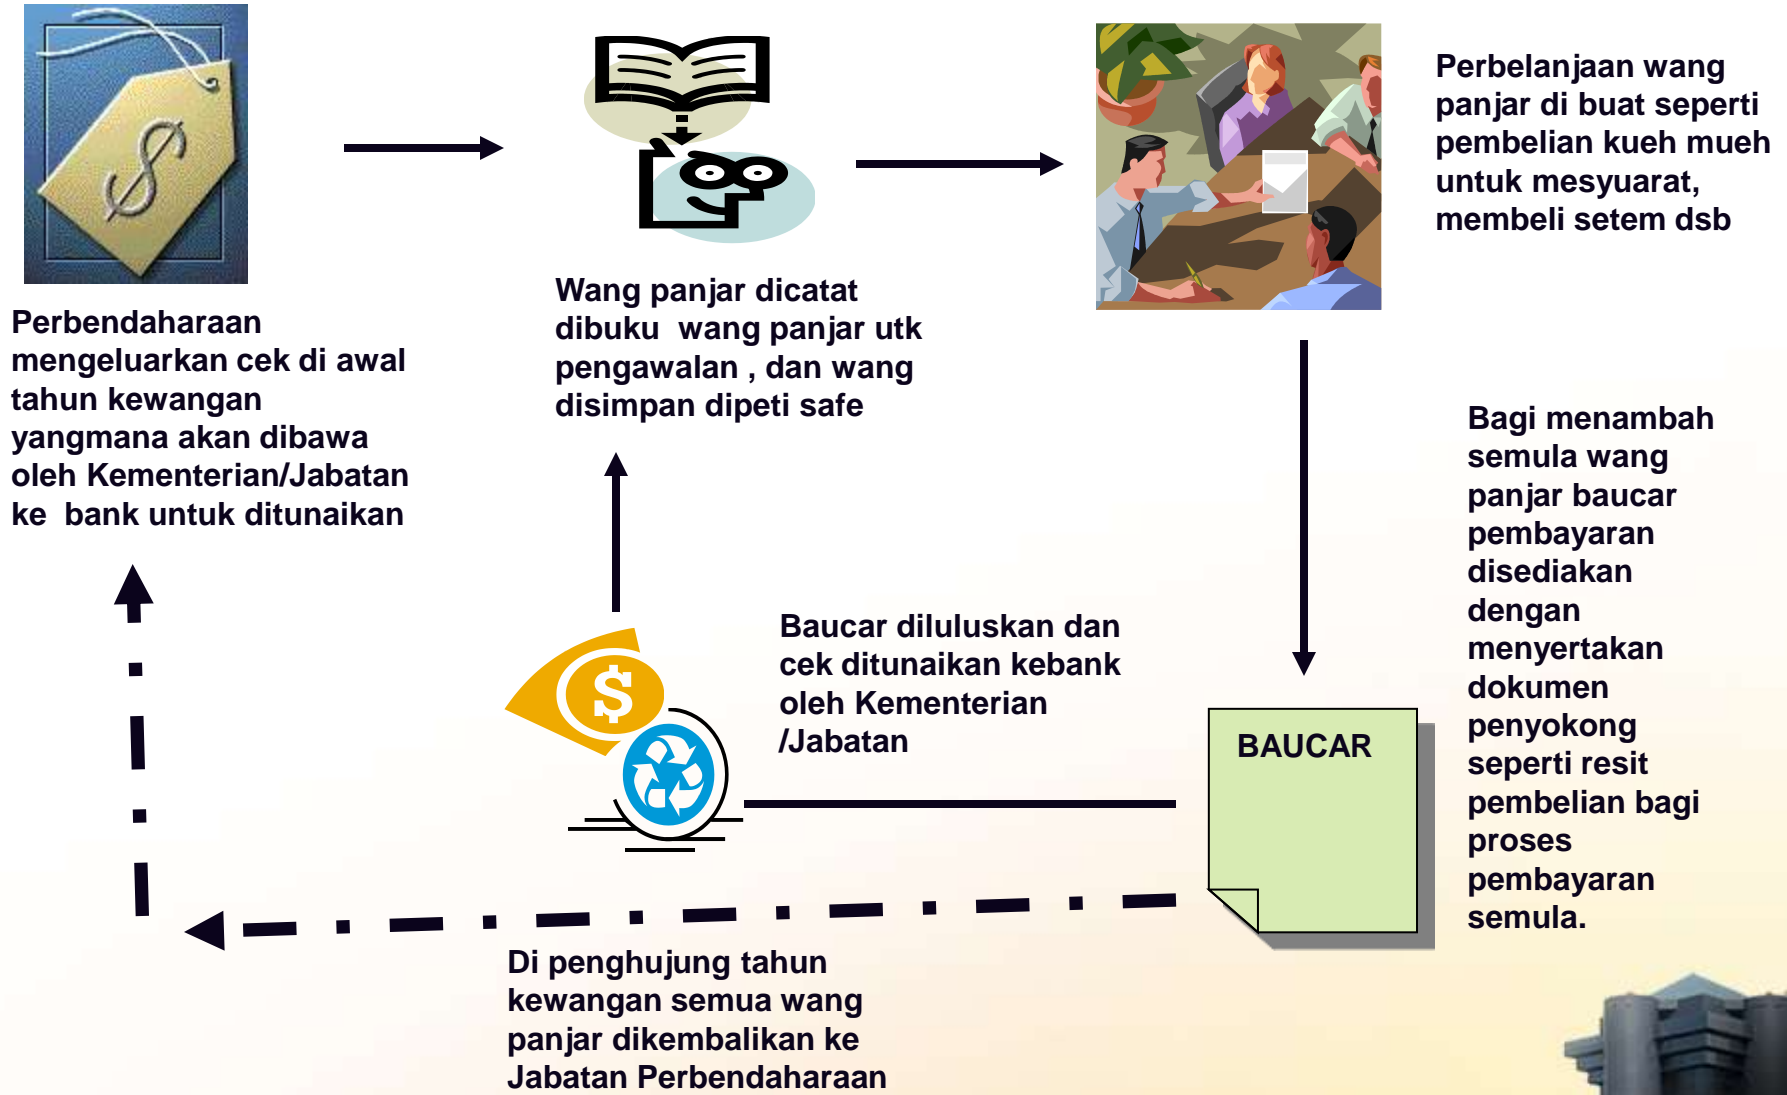 Perbendaharaan
mengeluarkan cek di awal
tahun kewangan
yangmana akan dibawa
oleh Kementerian/Jabatan
ke bank untuk ditunaikan
Wang panjar dicatat
dibuku wang panjar utk
pengawalan , dan wang
disimpan dipeti safe
Perbelanjaan wang
panjar di buat seperti
pembelian kueh mueh
untuk mesyuarat,
membeli setem dsb
Bagi menambah
semula wang
panjar baucar
pembayaran
disediakan
dengan
menyertakan
dokumen
penyokong
seperti resit
pembelian bagi
proses
pembayaran
semula.
BAUCAR
Baucar diluluskan dan
cek ditunaikan kebank
oleh Kementerian
/Jabatan
$
$
Di penghujung tahun
kewangan semua wang
panjar dikembalikan ke
Jabatan Perbendaharaan